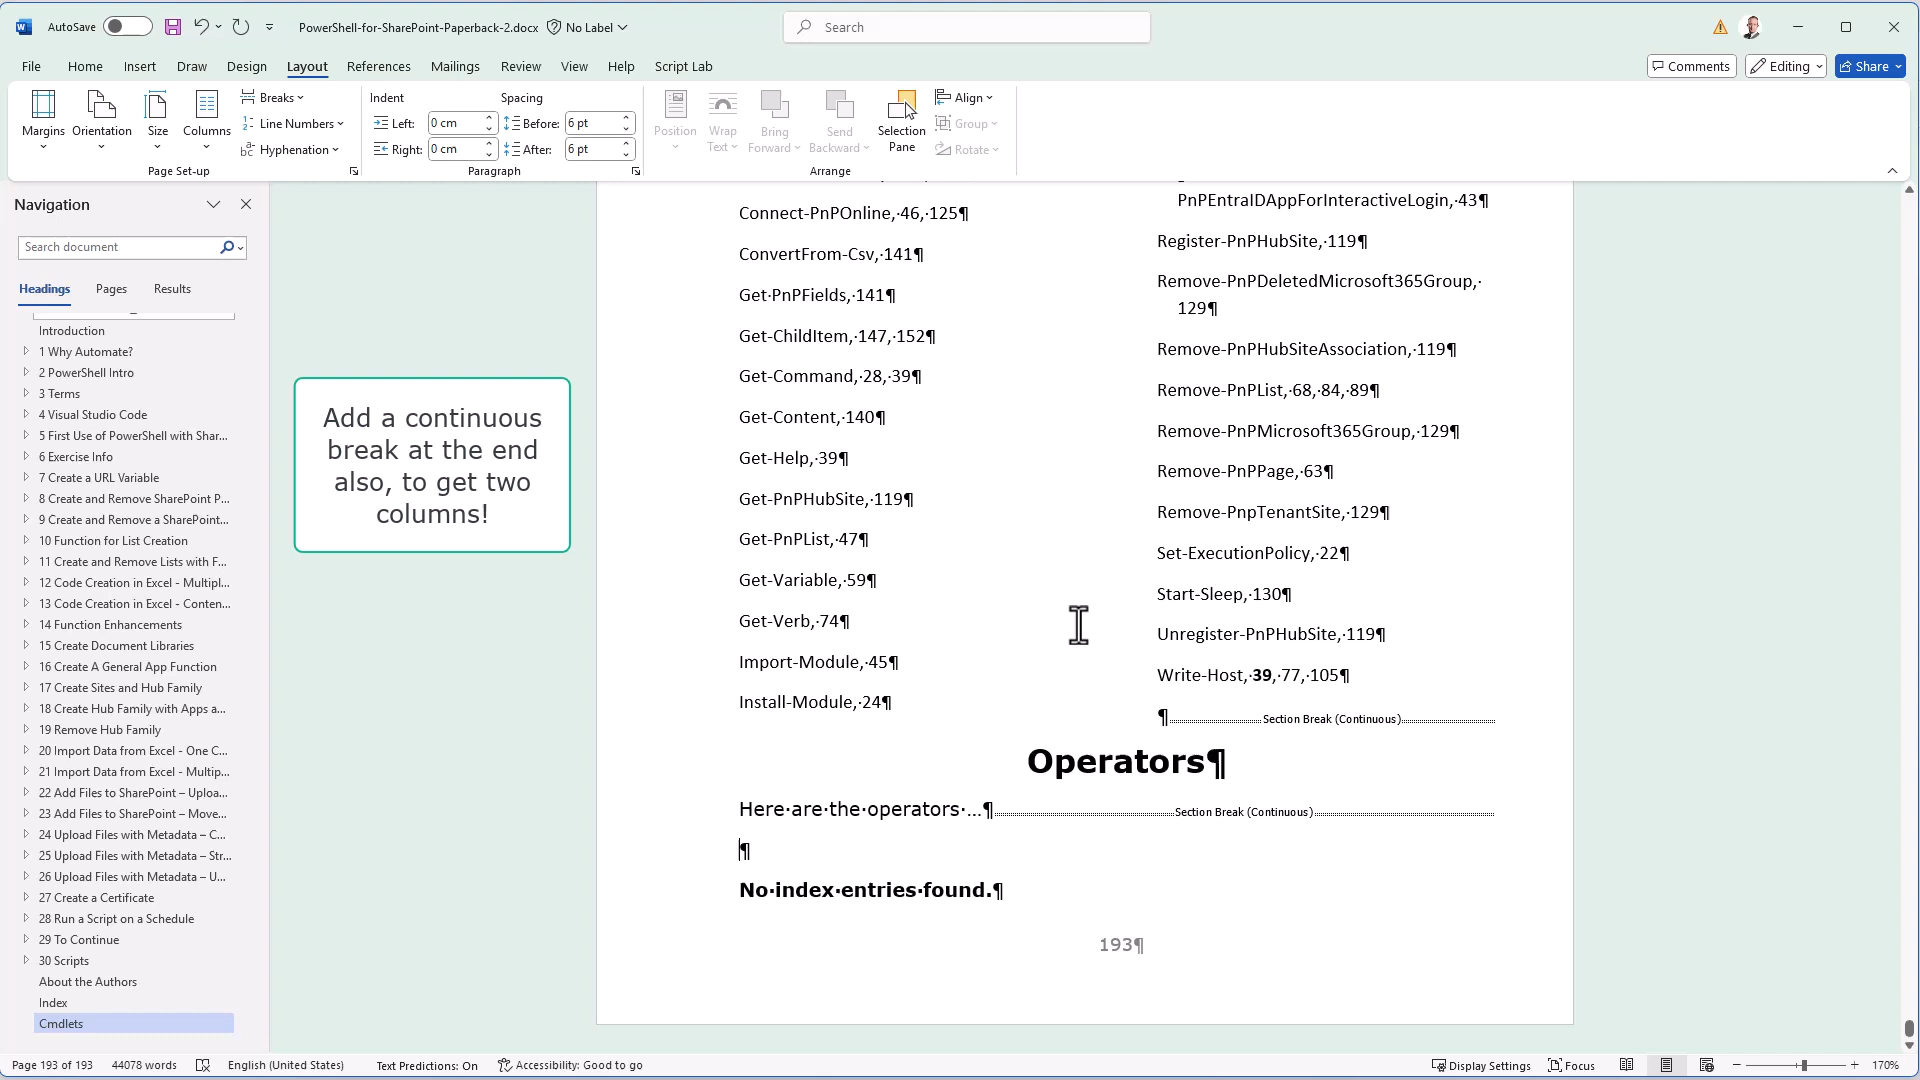 AutoSave
PowerShell-for-SharePoint-Paperback-2.docx
No Label
Search
File
Home
Insert
Draw
Design
Layout
References
Mailings
Review
View
Help
Script Lab
Comments
Editing
Share
Margins
Orientation
Size
Columns
Breaks
Line Numbers
Hyphenation
Page Set-up
Indent
Spacing
Left:
0 cm
Before:
6 pt
Right:
0 cm
After:
6 pt
Paragraph
Position
Wrap
Text
Bring
Forward
Send
Backward
Selection
Pane
Align
Group
Rotate
Arrange
Navigation
Search document
Headings
Pages
Results
Introduction
1 Why Automate?
2 PowerShell Intro
3 Terms
4 Visual Studio Code
5 First Use of PowerShell with Shar...
6 Exercise Info
7 Create a URL Variable
8 Create and Remove SharePoint P...
9 Create and Remove a SharePoint...
10 Function for List Creation
11 Create and Remove Lists with F...
12 Code Creation in Excel - Multipl...
13 Code Creation in Excel - Conten...
14 Function Enhancements
15 Create Document Libraries
16 Create A General App Function
17 Create Sites and Hub Family
18 Create Hub Family with Apps a...
19 Remove Hub Family
20 Import Data from Excel - One C...
21 Import Data from Excel - Multip...
22 Add Files to SharePoint – Uploa...
23 Add Files to SharePoint – Move...
24 Upload Files with Metadata – C...
25 Upload Files with Metadata – Str...
26 Upload Files with Metadata – U...
27 Create a Certificate
28 Run a Script on a Schedule
29 To Continue
30 Scripts
About the Authors
Index
Cmdlets
Add a continuous
break at the end
also, to get two
columns!
Connect-PnPOnline,·46,·125¶
ConvertFrom-Csv,·141¶
Get·PnPFields,·141¶
Get-ChildItem,·147,·152¶
Get-Command,·28,·39¶
Get-Content,·140¶
Get-Help,·39¶
Get-PnPHubSite,·119¶
Get-PnPList,·47¶
Get-Variable,·59¶
Get-Verb,·74¶
Import-Module,·45¶
Install-Module,·24¶
PnPEntraIDAppForInteractiveLogin,·43¶
Register-PnPHubSite,·119¶
Remove-PnPDeletedMicrosoft365Group,·
129¶
Remove-PnPHubSiteAssociation,·119¶
Remove-PnPList,·68,·84,·89¶
Remove-PnPMicrosoft365Group,·129¶
Remove-PnPPage,·63¶
Remove-PnpTenantSite,·129¶
Set-ExecutionPolicy,·22¶
Start-Sleep,·130¶
Unregister-PnPHubSite,·119¶
Write-Host,·39,·77,·105¶
¶ Section Break (Continuous)
Operators¶
Here·are·the·operators·...¶ Section Break (Continuous)
¶
No·index·entries·found.¶
193¶
Page 193 of 193
44078 words
English (United States)
Text Predictions: On
Accessibility: Good to go
Display Settings
Focus
170%